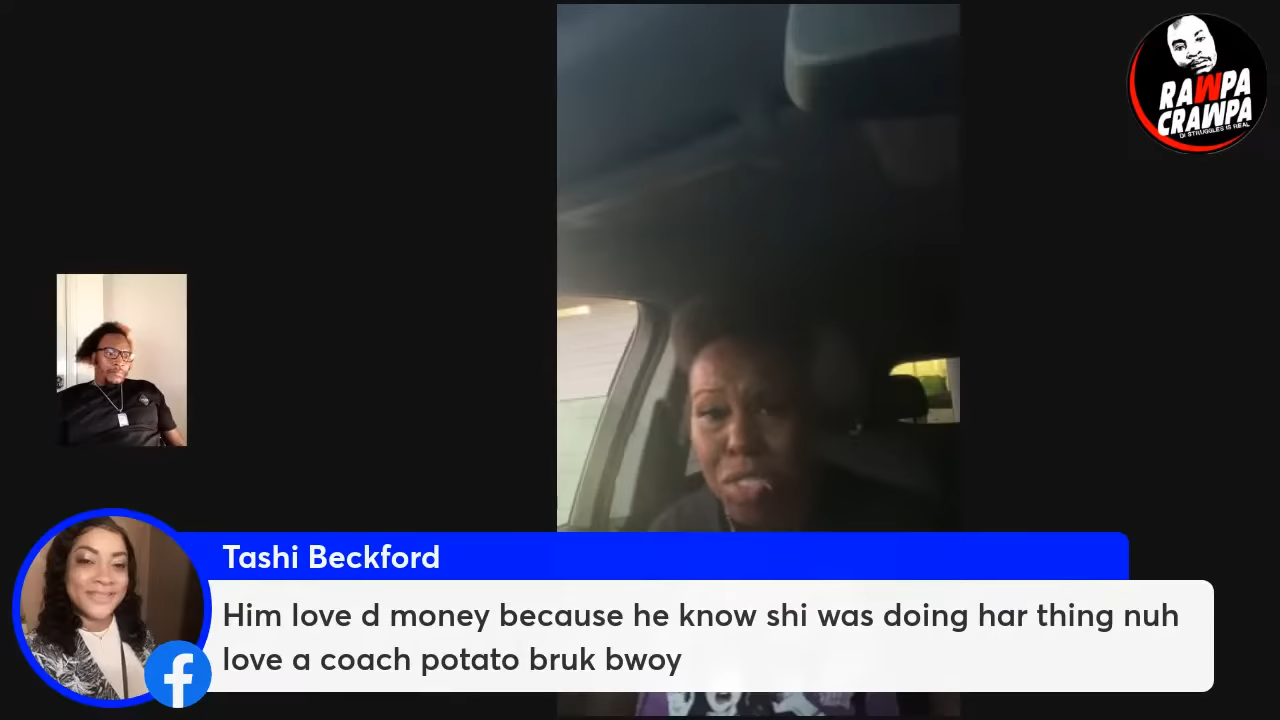 RAWPA
CRAWPA
DI STRUGGLES IS REAL
Tashi Beckford
Him love d money because he know shi was doing har thing nuh
love a coach potato bruk bwoy